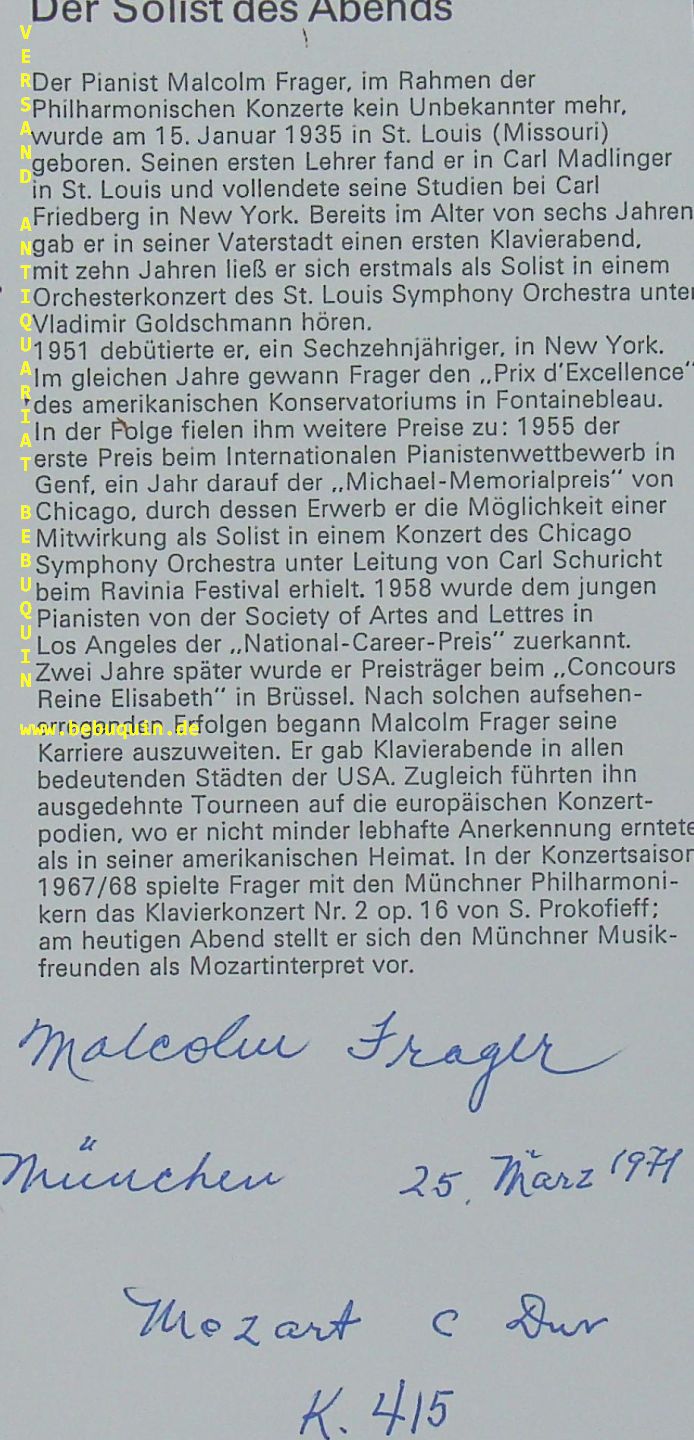 Der Solist des Abends
Der Pianist Malcolm Frager, im Rahmen der
Philharmonischen Konzerte kein Unbekannter mehr,
wurde am 15. Januar 1935 in St. Louis (Missouri)
geboren. Seinen ersten Lehrer fand er in Carl Madlinger
in St. Louis und vollendete seine Studien bei Carl
Friedberg in New York. Bereits im Alter von sechs Jahren
gab er in seiner Vaterstadt einen ersten Klavierabend,
mit zehn Jahren ließ er sich erstmals als Solist in einem
Orchesterkonzert des St. Louis Symphony Orchestra unter
Vladimir Goldschmann hören.
1951 debütierte er, ein Sechzehnjähriger, in New York.
Im gleichen Jahre gewann Frager den „Prix d'Excellence“
des amerikanischen Konservatoriums in Fontainebleau.
In der Folge fielen ihm weitere Preise zu: 1955 der
erste Preis beim Internationalen Pianistenwettbewerb in
Genf, ein Jahr darauf der „Michael-Memorialpreis“ von
Chicago, durch dessen Erwerb er die Möglichkeit einer
Mitwirkung als Solist in einem Konzert des Chicago
Symphony Orchestra unter Leitung von Carl Schuricht
beim Ravinia Festival erhielt. 1958 wurde dem jungen
Pianisten von der Society of Artes and Lettres in
Los Angeles der „National-Career-Preis“ zuerkannt.
Zwei Jahre später wurde er Preisträger beim „Concours
Reine Elisabeth“ in Brüssel. Nach solchen aufsehen-
erregenden Erfolgen begann Malcolm Frager seine
Karriere auszuweiten. Er gab Klavierabende in allen
bedeutenden Städten der USA. Zugleich führten ihn
ausgedehnte Tourneen auf die europäischen Konzert-
podien, wo er nicht minder lebhafte Anerkennung erntete
als in seiner amerikanischen Heimat. In der Konzertsaison
1967/68 spielte Frager mit den Münchner Philharmoni-
kern das Klavierkonzert Nr. 2 op. 16 von S. Prokofieff;
am heutigen Abend stellt er sich den Münchner Musik-
freunden als Mozartinterpret vor.
Malcolm Frager
München 25. März 1971
Mozart C Dur
K. 415
VERSAND ANTIQUARIAT BEBUQUIN
www.bebuquin.de